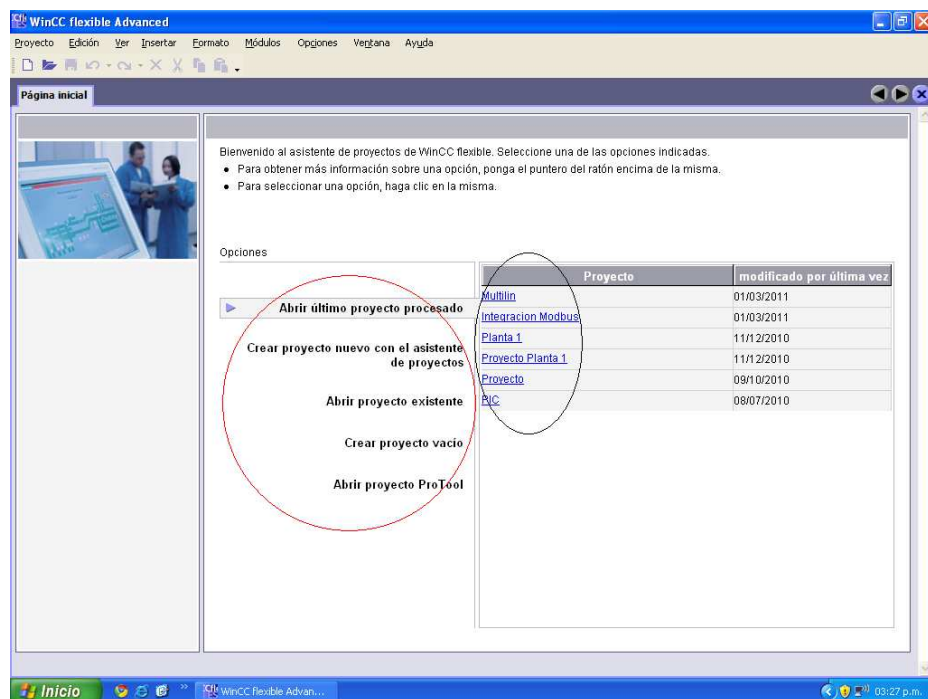 WinCC flexible Advanced
Proyecto Edición Ver Insertar Formato Módulos Opciones Ventana Ayuda
Página inicial
Bienvenido al asistente de proyectos de WinCC flexible. Seleccione una de las opciones indicadas.
• Para obtener más información sobre una opción, ponga el puntero del ratón encima de la misma.
• Para seleccionar una opción, haga clic en la misma.
Opciones
Abrir último proyecto procesado
Crear proyecto nuevo con el asistente
de proyectos
Abrir proyecto existente
Crear proyecto vacío
Abrir proyecto ProTool
Proyecto modificado por última vez
Multilin 01/03/2011
Integracion Modbus 01/03/2011
Planta 1 11/12/2010
Proyecto Planta 1 11/12/2010
Proyecto 09/10/2010
PIC 08/07/2010
Inicio WinCC flexible Advan... 03:27 p.m.